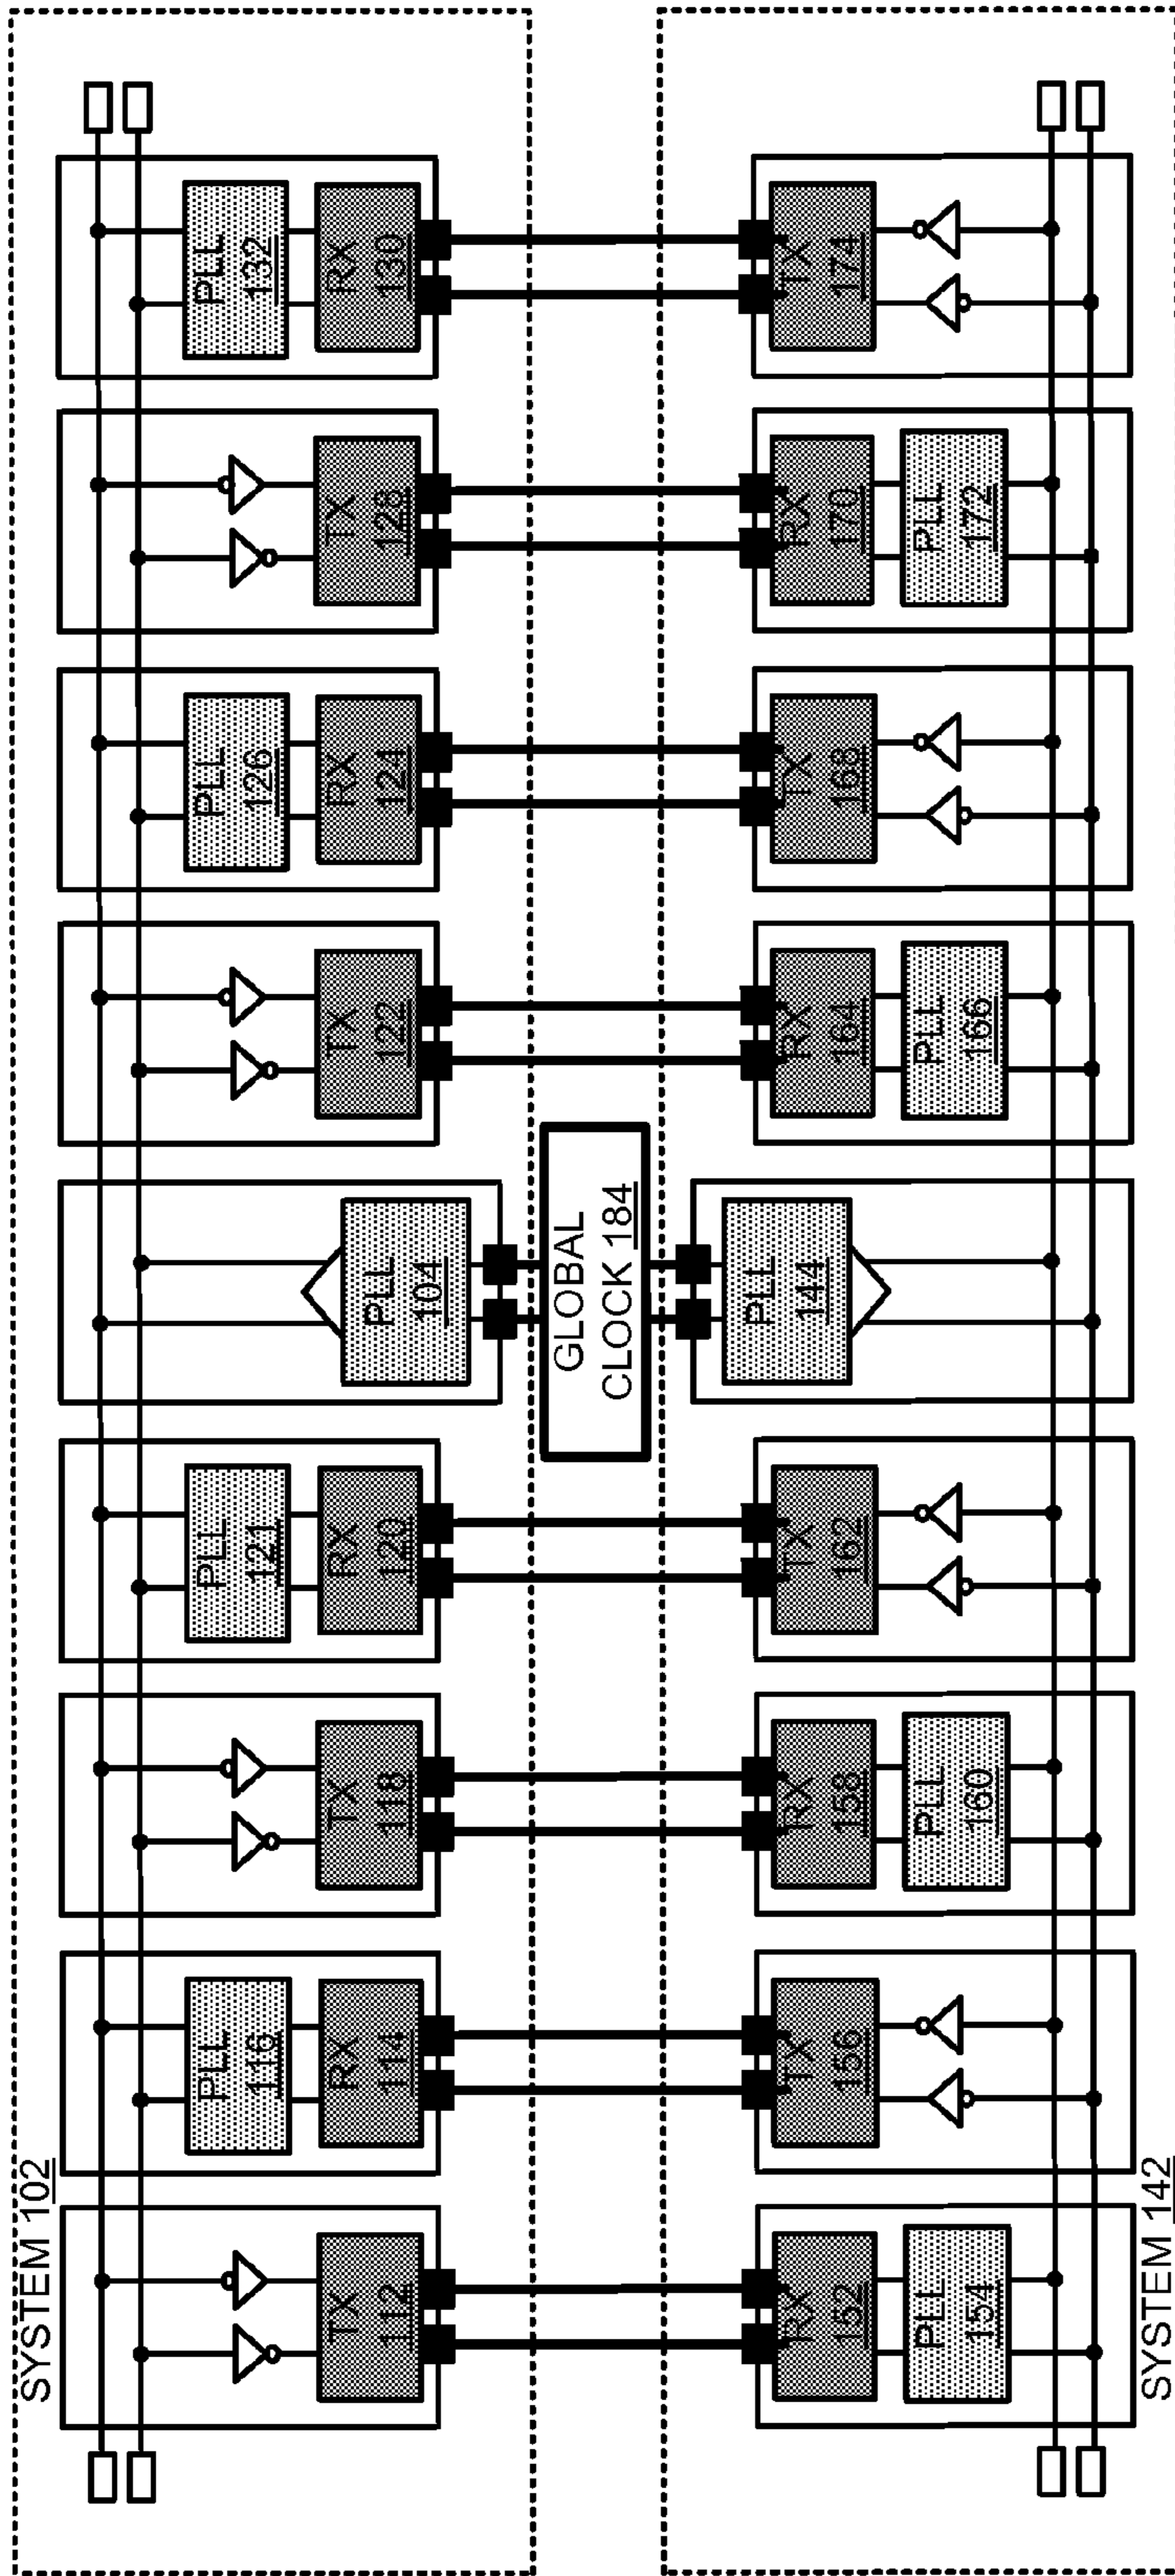 SYSTEM 102
TX
112
PLL
116
RX
114
TX
118
PLL
121
RX
120
PLL
104
TX
122
PLL
126
RX
124
TX
128
PLL
132
RX
130
GLOBAL
CLOCK 184
RX
152
PLL
154
TX
156
RX
158
PLL
160
TX
162
PLL
144
RX
164
PLL
166
TX
168
RX
170
PLL
172
TX
174
SYSTEM 142